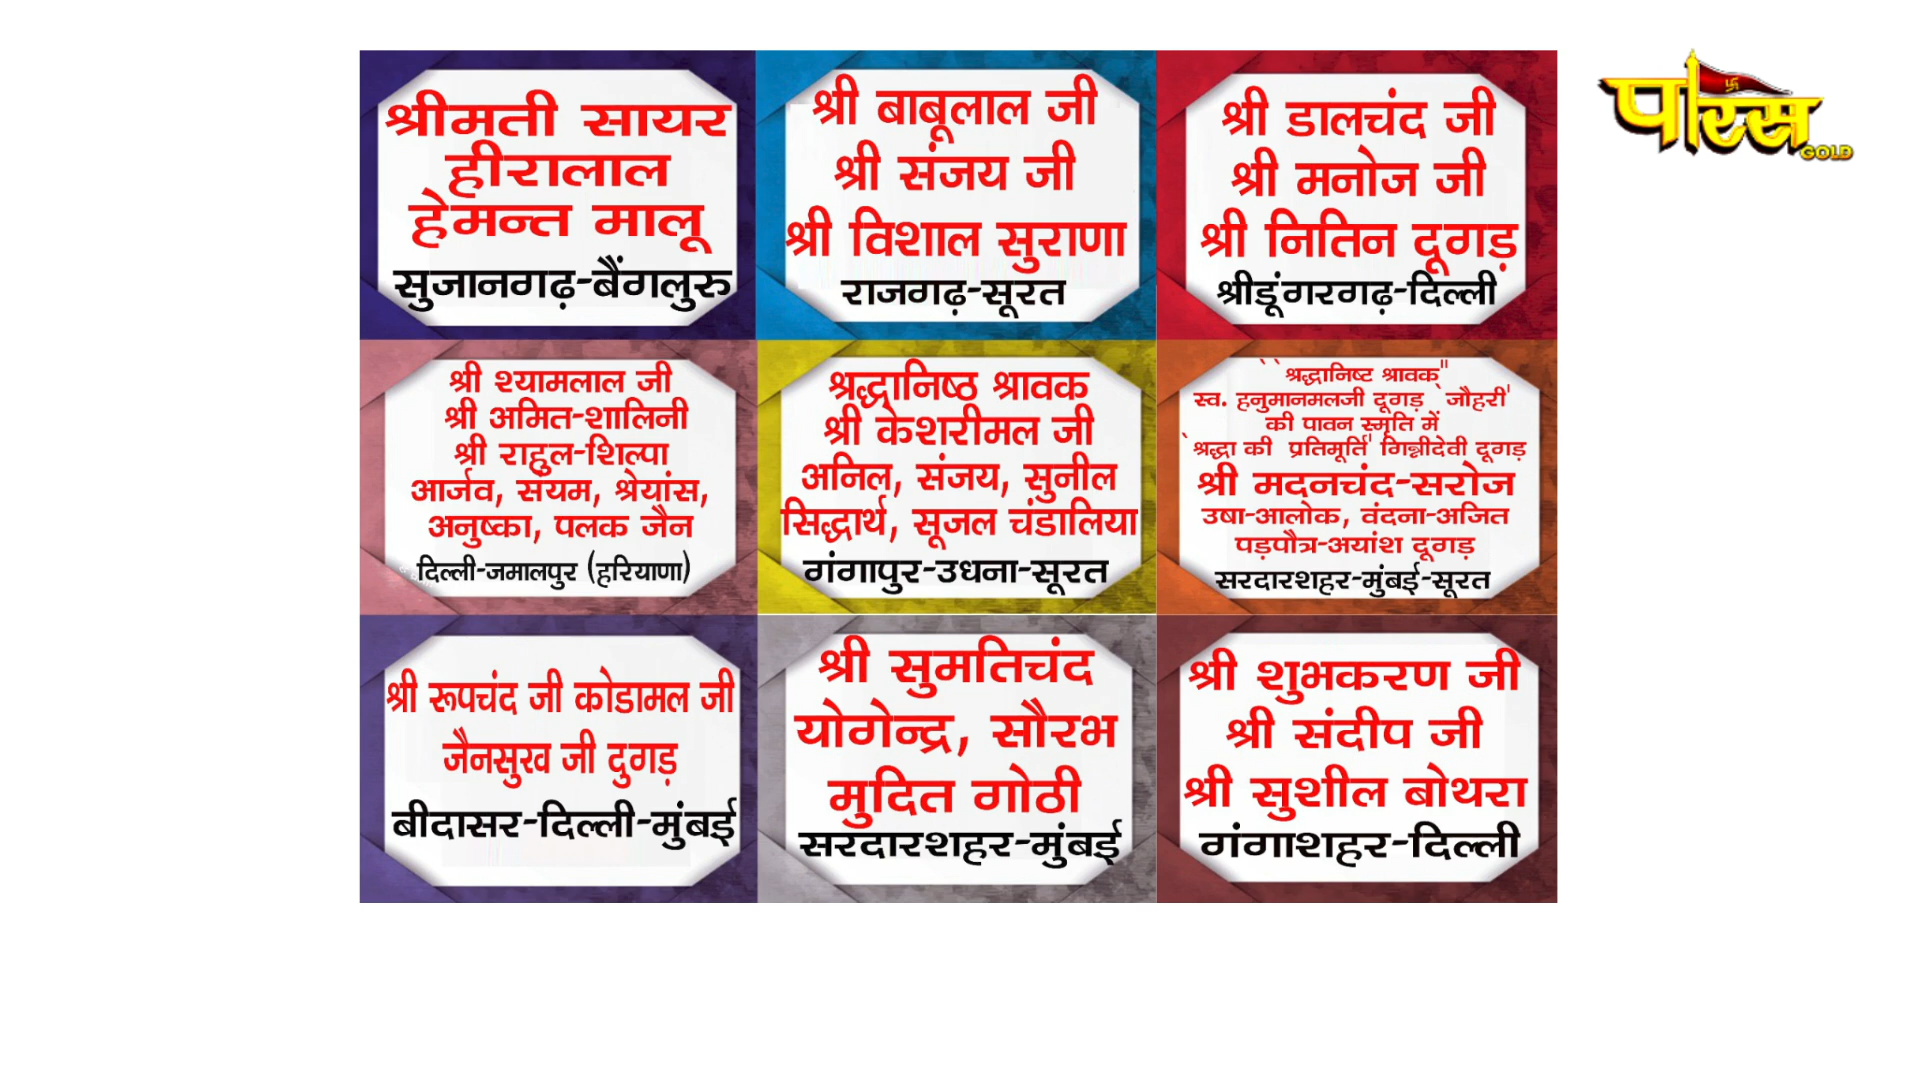 श्रीमती सायर
हीरालाल
हेमन्त मालू
सुजानगढ़-बैंगलुरु
श्री बाबूलाल जी
श्री संजय जी
श्री विशाल सुराणा
राजगढ़-सूरत
श्री डालचंद जी
श्री मनोज जी
श्री नितिन दूगड़
श्रीडूंगरगढ़-दिल्ली
पारस
GOLD
श्री श्यामलाल जी
श्री अमित-शालिनी
श्री राहुल-शिल्पा
आर्जव, संयम, श्रेयांस,
अनुष्का, पलक जैन
दिल्ली-जमालपुर (हरियाणा)
श्रद्धानिष्ठ श्रावक
श्री केशरीमल जी
अनिल, संजय, सुनील
सिद्धार्थ, सूजल चंडालिया
गंगापुर-उधना-सूरत
``श्रद्धानिष्ट श्रावक"
स्व. हनुमानमलजी दूगड़ `जौहरी'
की पावन स्मृति में
`श्रद्धा की प्रतिमूर्ति' गिन्नीदेवी दूगड़
श्री मदनचंद-सरोज
उषा-आलोक, वंदना-अजित
पड़पौत्र-अयांश दूगड़
सरदारशहर-मुंबई-सूरत
श्री रूपचंद जी कोडामल जी
जैनसुख जी दुगड़
बीदासर-दिल्ली-मुंबई
श्री सुमतिचंद
योगेन्द्र, सौरभ
मुदित गोठी
सरदारशहर-मुंबई
श्री शुभकरण जी
श्री संदीप जी
श्री सुशील बोथरा
गंगाशहर-दिल्ली